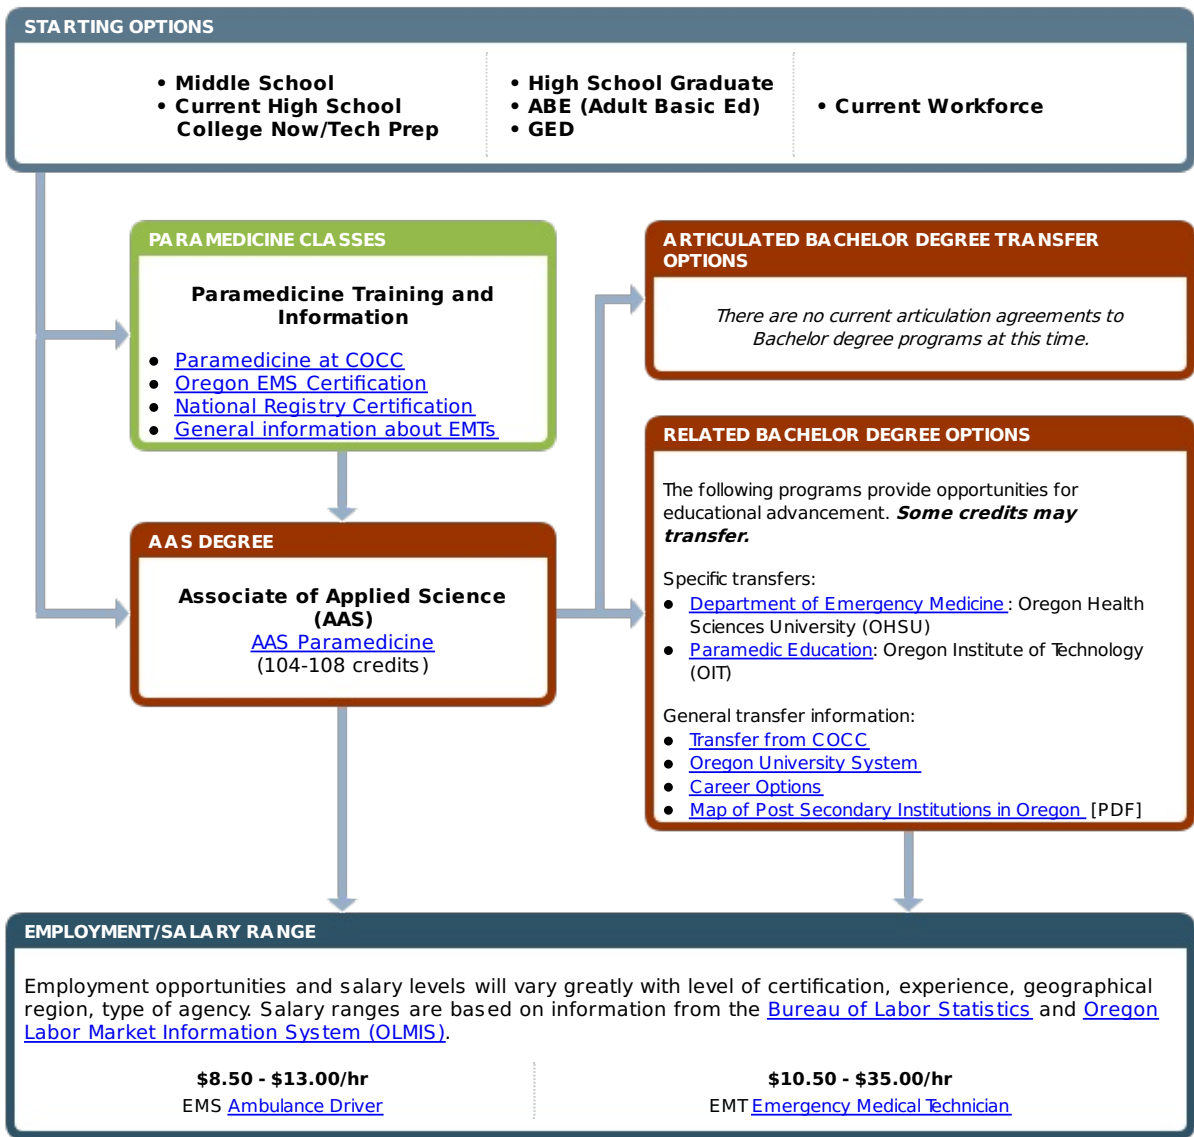 STARTING OPTIONS
• Middle School
• Current High School
College Now/Tech Prep
• High School Graduate
• ABE (Adult Basic Ed)
• GED
• Current Workforce
PARAMEDICINE CLASSES
Paramedicine Training and
Information
● Paramedicine at COCC
● Oregon EMS Certification
● National Registry Certification
● General information about EMTs
ARTICULATED BACHELOR DEGREE TRANSFER
OPTIONS
There are no current articulation agreements to
Bachelor degree programs at this time.
AAS DEGREE
Associate of Applied Science
(AAS)
AAS Paramedicine
(104-108 credits)
RELATED BACHELOR DEGREE OPTIONS
The following programs provide opportunities for
educational advancement. Some credits may
transfer.
Specific transfers:
● Department of Emergency Medicine : Oregon Health
Sciences University (OHSU)
● Paramedic Education: Oregon Institute of Technology
(OIT)
General transfer information:
● Transfer from COCC
● Oregon University System
● Career Options
● Map of Post Secondary Institutions in Oregon [PDF]
EMPLOYMENT/SALARY RANGE
Employment opportunities and salary levels will vary greatly with level of certification, experience, geographical
region, type of agency. Salary ranges are based on information from the Bureau of Labor Statistics and Oregon
Labor Market Information System (OLMIS).
$8.50 - $13.00/hr
EMS Ambulance Driver
$10.50 - $35.00/hr
EMT Emergency Medical Technician